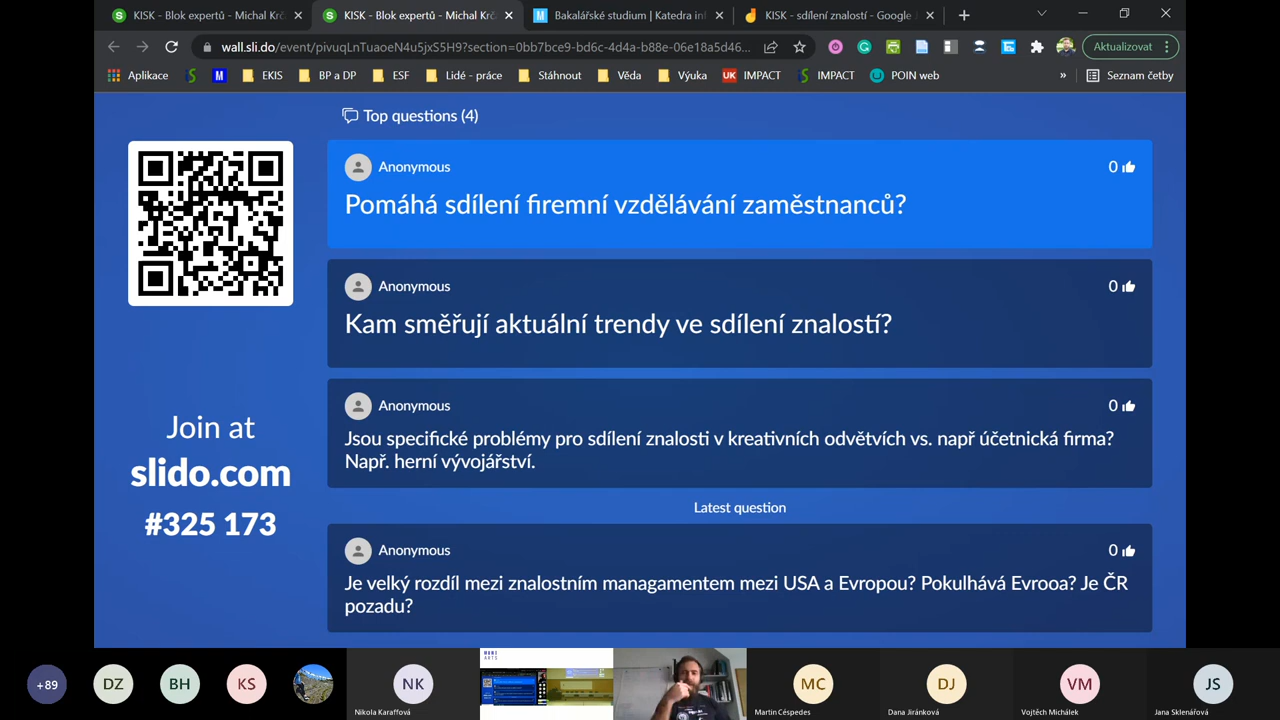 KISK - Blok expertů - Michal Krč
KISK - Blok expertů - Michal Krč
Bakalářské studium | Katedra in
KISK - sdílení znalostí - Google
wall.sli.do/event/pivuqLnTuaoeN4u5jxS5H9?section=0bb7bce9-bd6c-4d4a-b88e-06e18a5d46...
Aktualizovat
Aplikace
EKIS
BP a DP
ESF
Lidé - práce
Stáhnout
Věda
Výuka
UK IMPACT
IMPACT
POIN web
»
Seznam četby
Top questions (4)
Anonymous
0
Pomáhá sdílení firemní vzdělávání zaměstnanců?
Anonymous
0
Kam směřují aktuální trendy ve sdílení znalostí?
Anonymous
0
Jsou specifické problémy pro sdílení znalosti v kreativních odvětvích vs. např účetnická firma?
Např. herní vývojářství.
Latest question
Anonymous
0
Je velký rozdíl mezi znalostním managamentem mezi USA a Evropou? Pokulhává Evrooa? Je ČR
pozadu?
Join at
slido.com
#325 173
+89
DZ
BH
KS
NK
Nikola Karaffová
MUNI
ARTS
MC
Martin Céspedes
DJ
Dana Jiránková
VM
Vojtěch Michálek
JS
Jana Sklenářová